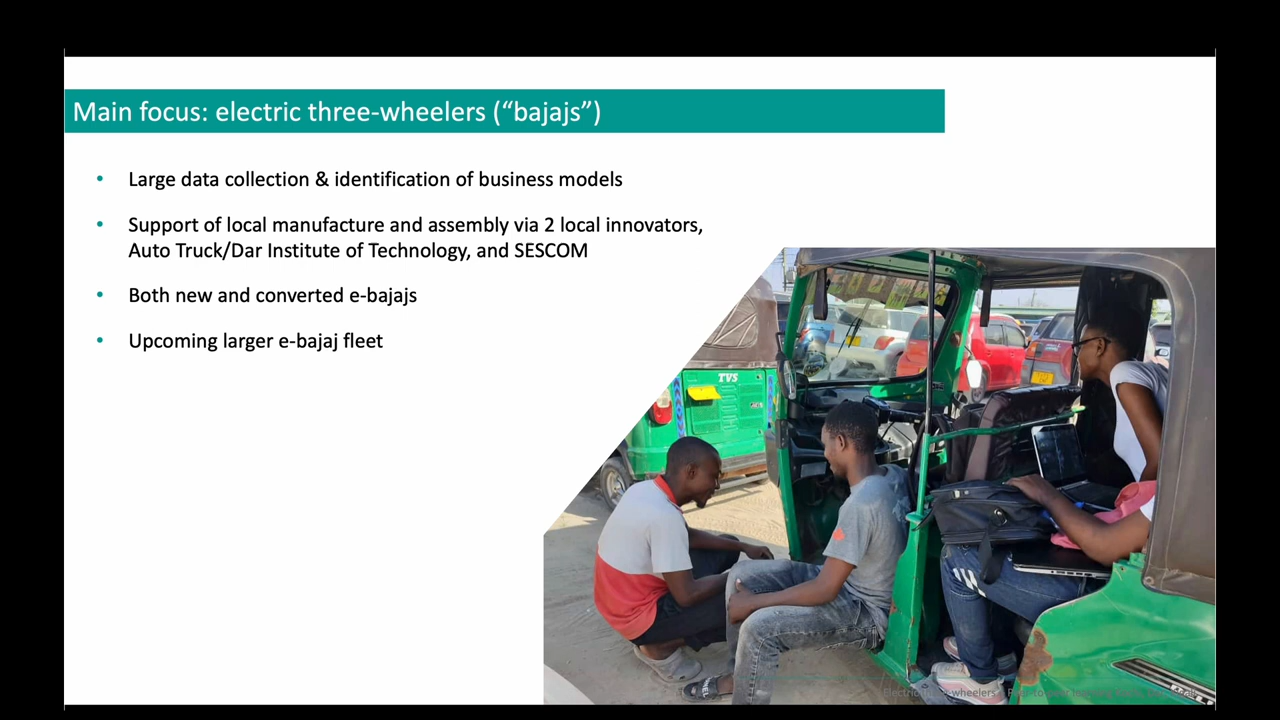 Main focus: electric three-wheelers (“bajajs”)
• Large data collection & identification of business models
• Support of local manufacture and assembly via 2 local innovators,
Auto Truck/Dar Institute of Technology, and SESCOM
• Both new and converted e-bajajs
• Upcoming larger e-bajaj fleet
TVS